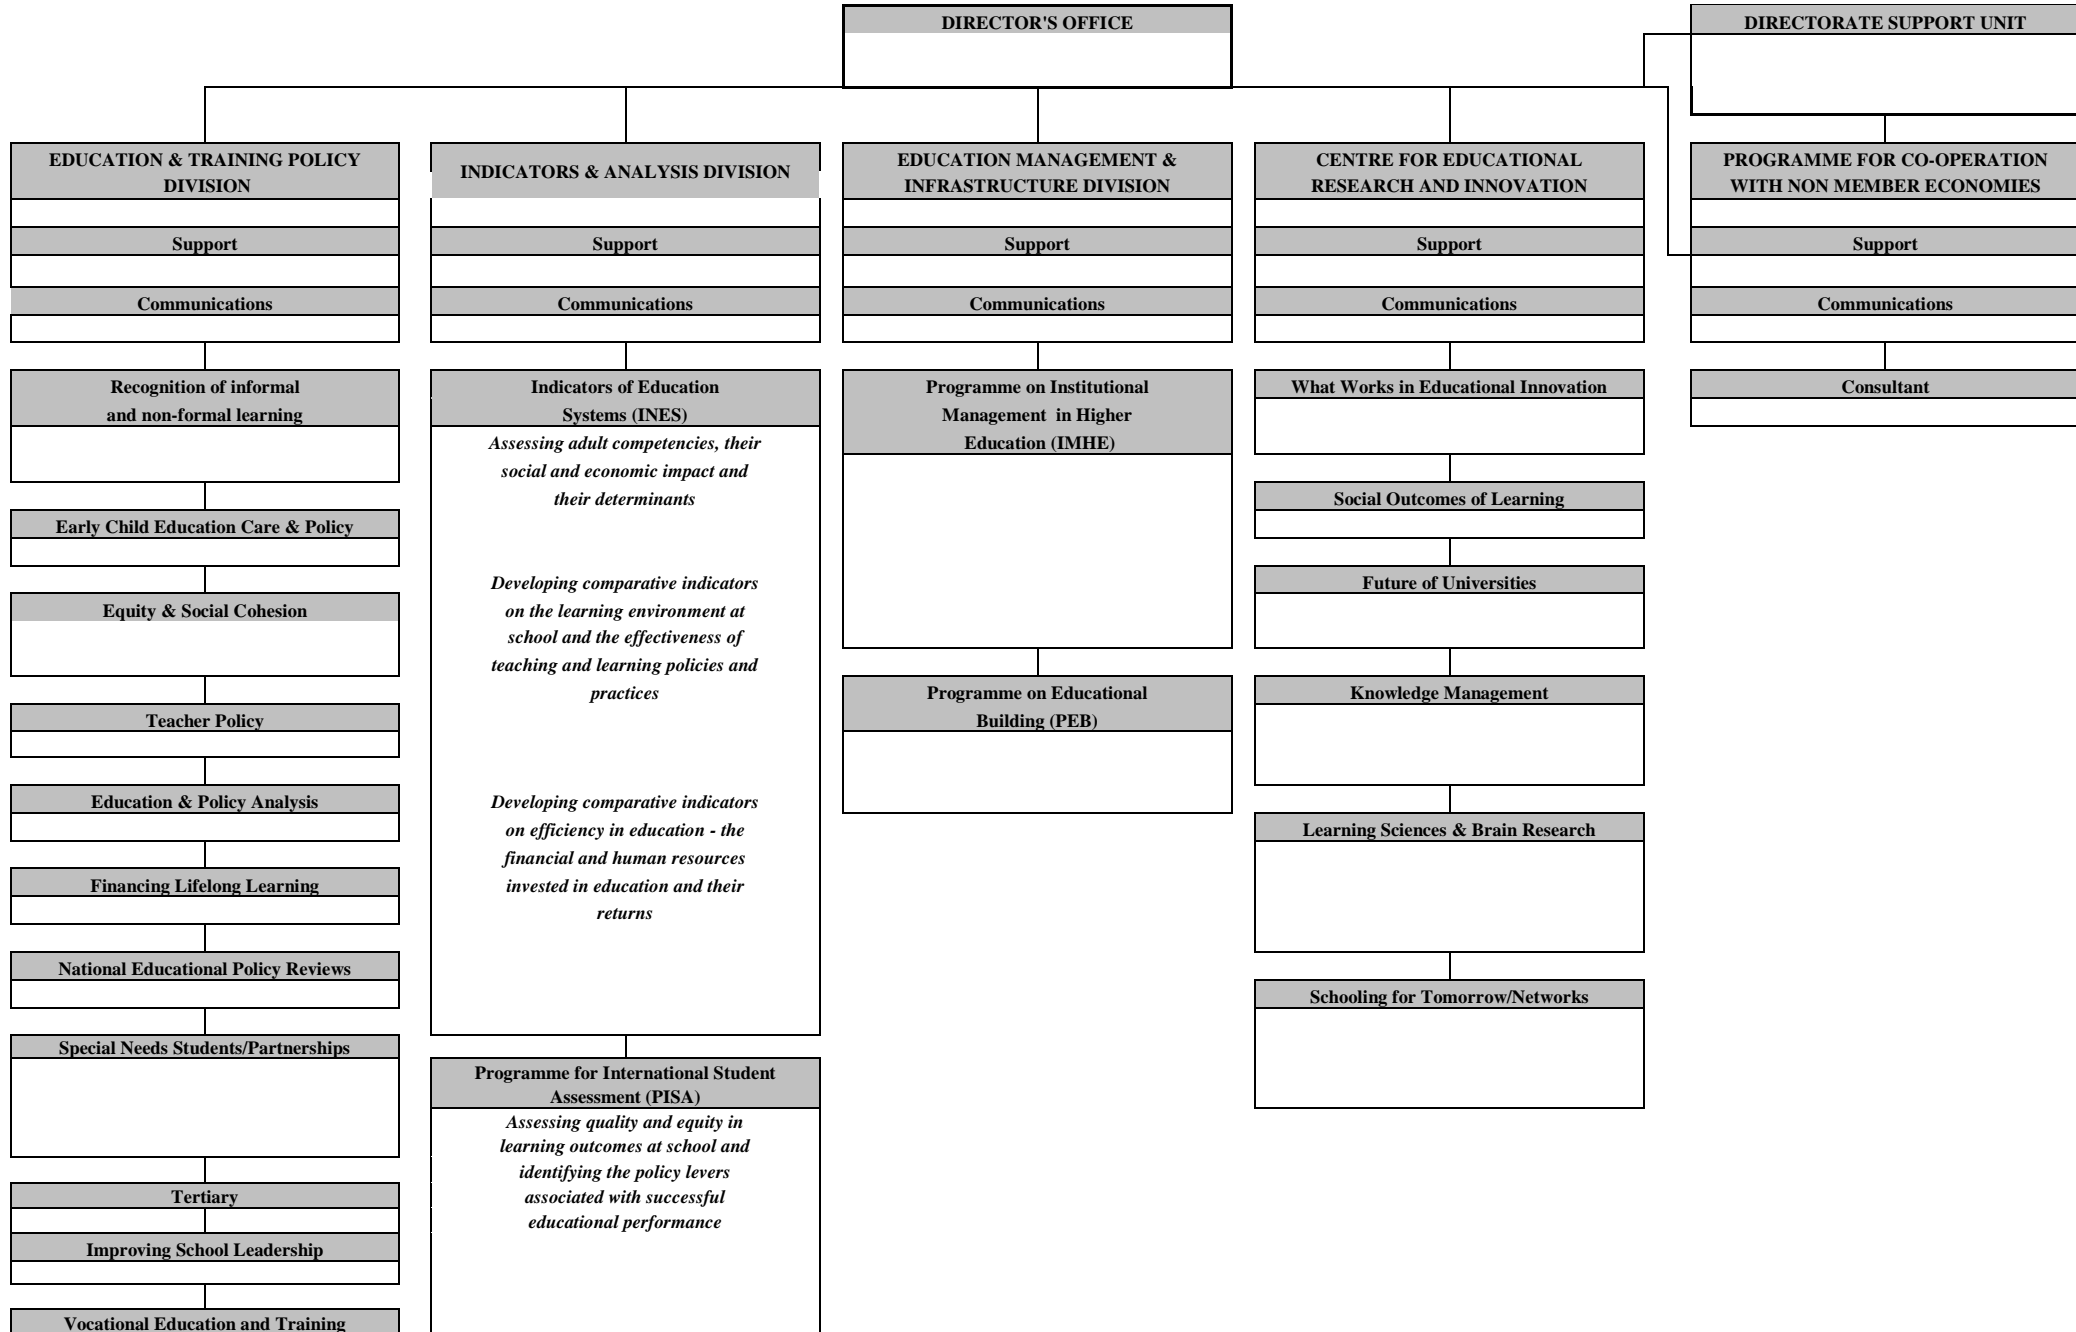 DIRECTOR'S OFFICE
DIRECTORATE SUPPORT UNIT
EDUCATION & TRAINING POLICY
DIVISION
Support
Communications
Recognition of informal
and non-formal learning
Early Child Education Care & Policy
Equity & Social Cohesion
Teacher Policy
Education & Policy Analysis
Financing Lifelong Learning
National Educational Policy Reviews
Special Needs Students/Partnerships
Tertiary
Improving School Leadership
Vocational Education and Training
INDICATORS & ANALYSIS DIVISION
Support
Communications
Indicators of Education
Systems (INES)
Assessing adult competencies, their
social and economic impact and
their determinants
Developing comparative indicators
on the learning environment at
school and the effectiveness of
teaching and learning policies and
practices
Developing comparative indicators
on efficiency in education - the
financial and human resources
invested in education and their
returns
Programme for International Student
Assessment (PISA)
Assessing quality and equity in
learning outcomes at school and
identifying the policy levers
associated with successful
educational performance
EDUCATION MANAGEMENT &
INFRASTRUCTURE DIVISION
Support
Communications
Programme on Institutional
Management in Higher
Education (IMHE)
Programme on Educational
Building (PEB)
CENTRE FOR EDUCATIONAL
RESEARCH AND INNOVATION
Support
Communications
What Works in Educational Innovation
Social Outcomes of Learning
Future of Universities
Knowledge Management
Learning Sciences & Brain Research
Schooling for Tomorrow/Networks
PROGRAMME FOR CO-OPERATION
WITH NON MEMBER ECONOMIES
Support
Communications
Consultant